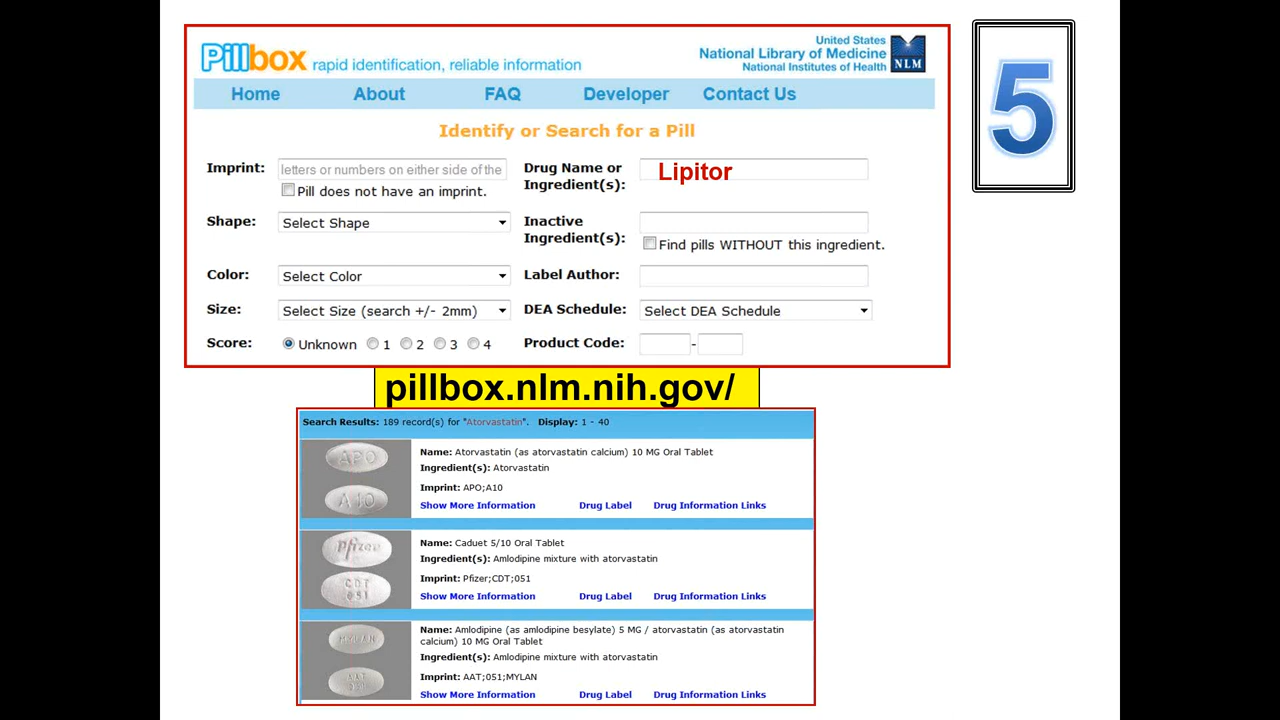 Pillbox rapid identification, reliable information
United States
National Library of Medicine
National Institutes of Health
NLM
Home About FAQ Developer Contact Us
Identify or Search for a Pill
Imprint: letters or numbers on either side of the
Pill does not have an imprint.
Drug Name or Ingredient(s): Lipitor
Shape: Select Shape
Inactive Ingredient(s):
Find pills WITHOUT this ingredient.
Color: Select Color
Label Author:
Size: Select Size (search +/- 2mm)
DEA Schedule: Select DEA Schedule
Score: Unknown 1 2 3 4
Product Code: -
5
pillbox.nlm.nih.gov/
Search Results: 189 record(s) for "Atorvastatin". Display: 1 - 40
APO
A10
Name: Atorvastatin (as atorvastatin calcium) 10 MG Oral Tablet
Ingredient(s): Atorvastatin
Imprint: APO;A10
Show More Information Drug Label Drug Information Links
Pfizer
CDT
051
Name: Caduet 5/10 Oral Tablet
Ingredient(s): Amlodipine mixture with atorvastatin
Imprint: Pfizer;CDT;051
Show More Information Drug Label Drug Information Links
MYLAN
AAT
Name: Amlodipine (as amlodipine besylate) 5 MG / atorvastatin (as atorvastatin
calcium) 10 MG Oral Tablet
Ingredient(s): Amlodipine mixture with atorvastatin
Imprint: AAT;051;MYLAN
Show More Information Drug Label Drug Information Links